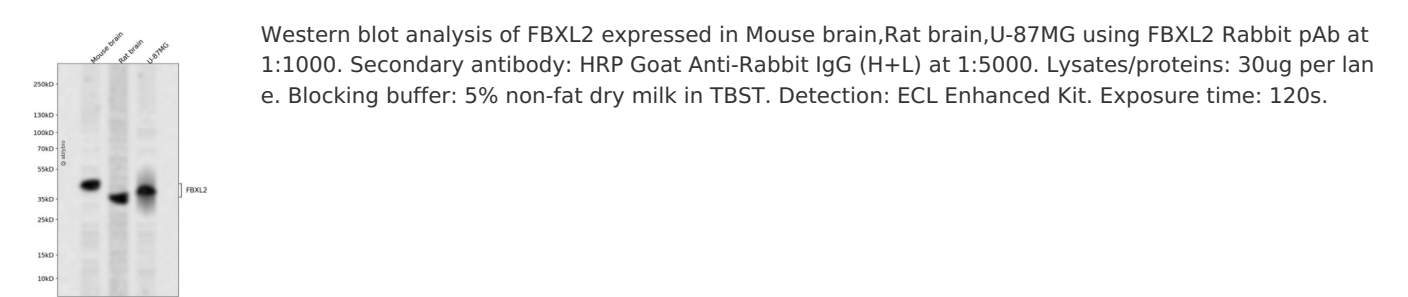 Mouse brain
Rat brain
U-87MG
250kD
130kD
100kD
70kD
55kD
35kD
25kD
15kD
10kD
FBXL2
Western blot analysis of FBXL2 expressed in Mouse brain,Rat brain,U-87MG using FBXL2 Rabbit pAb at
1:1000. Secondary antibody: HRP Goat Anti-Rabbit IgG (H+L) at 1:5000. Lysates/proteins: 30ug per lan
e. Blocking buffer: 5% non-fat dry milk in TBST. Detection: ECL Enhanced Kit. Exposure time: 120s.